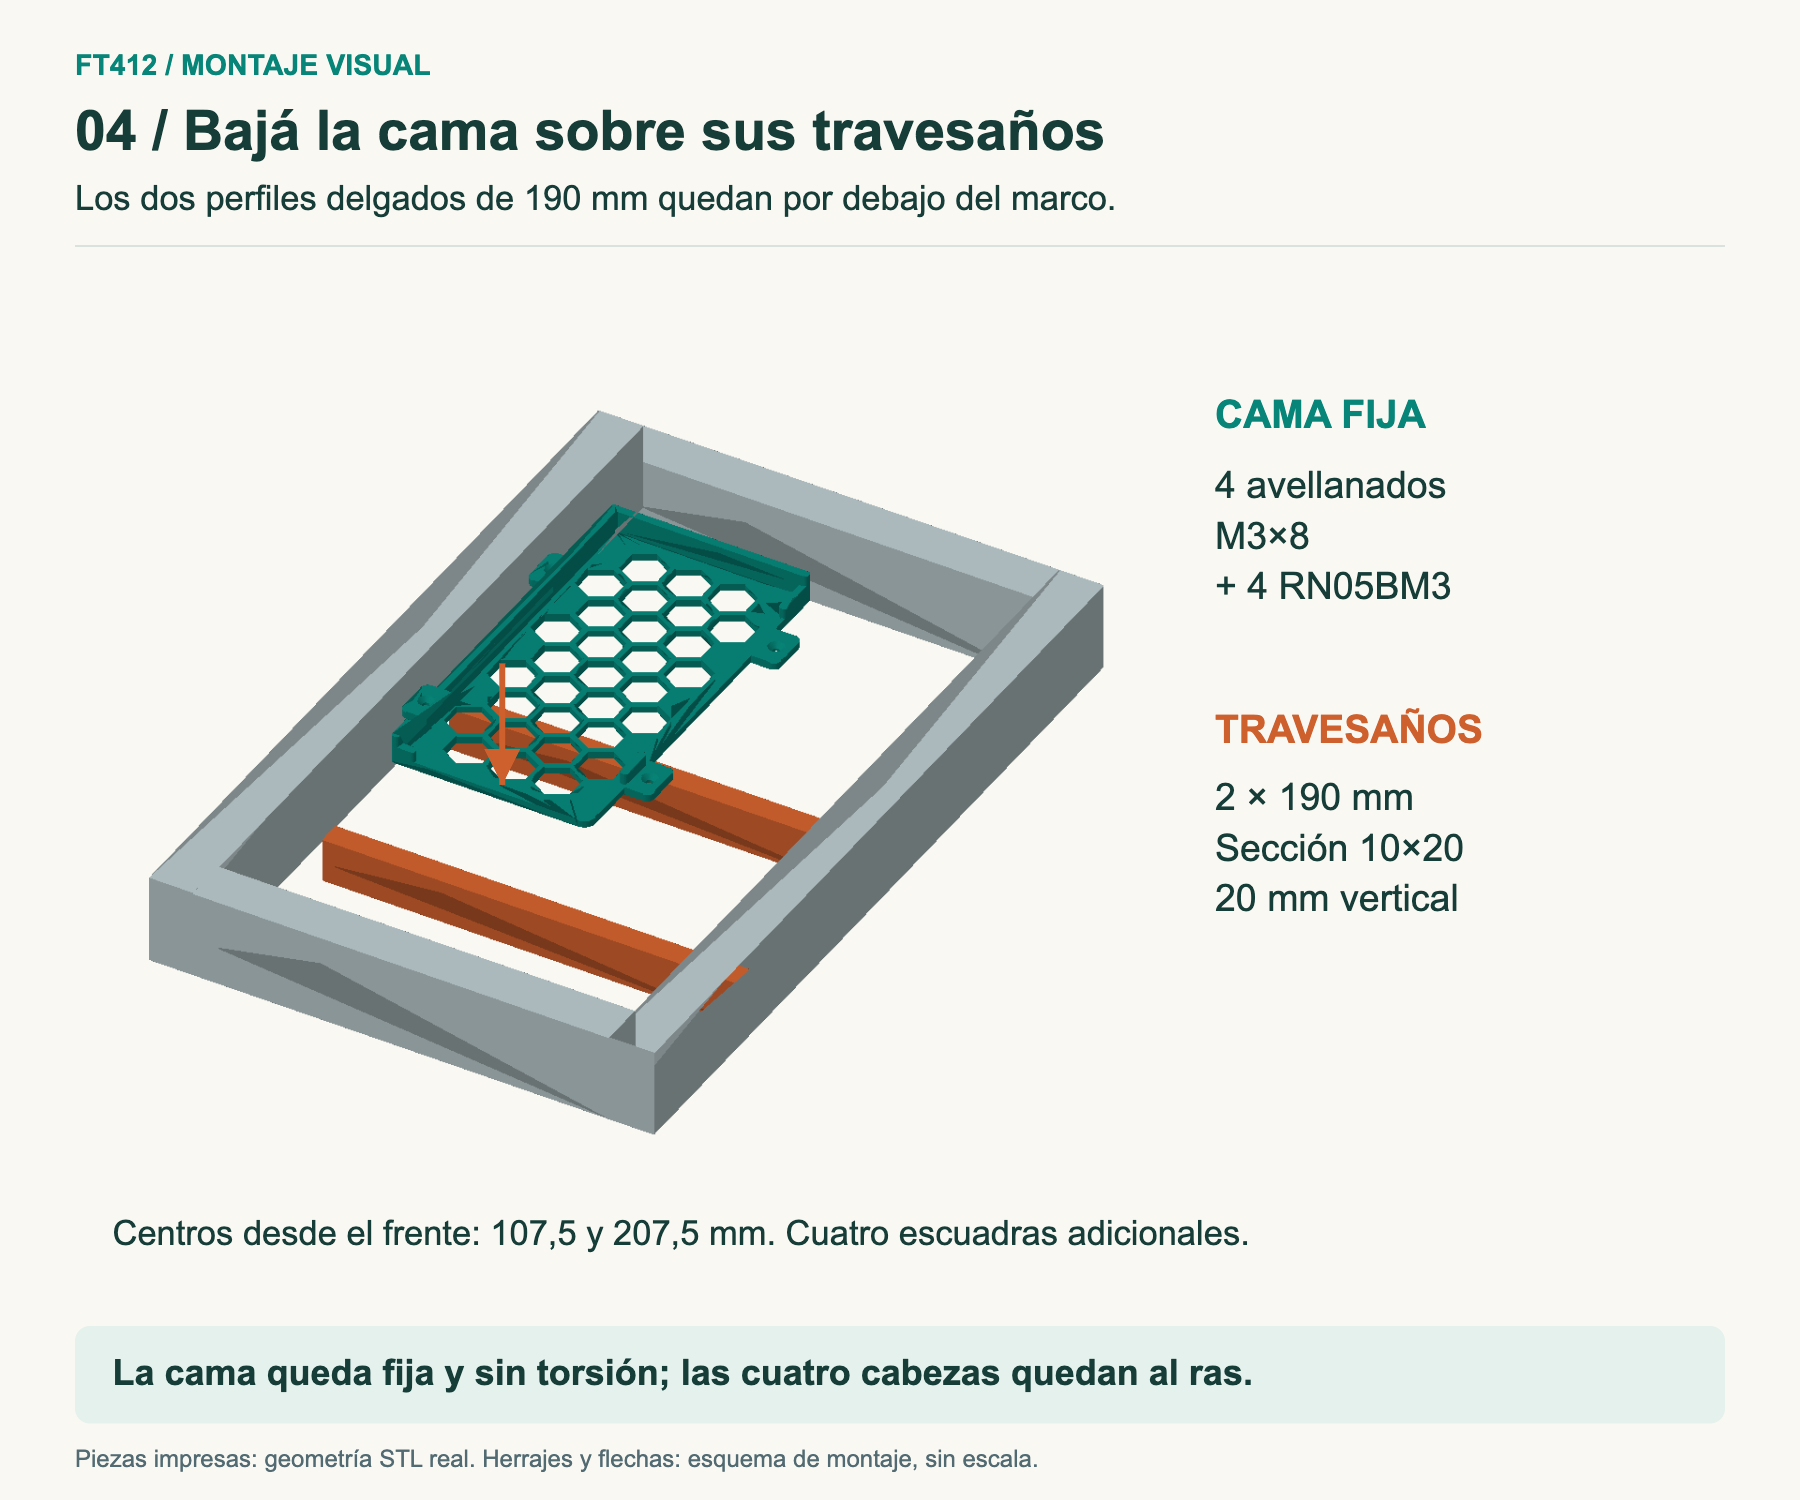 FT412 / MONTAJE VISUAL
04 / Bajá la cama sobre sus travesaños
Los dos perfiles delgados de 190 mm quedan por debajo del marco.
CAMA FIJA
4 avellanados
M3×8
+ 4 RN05BM3
TRAVESAÑOS
2 × 190 mm
Sección 10×20
20 mm vertical
Centros desde el frente: 107,5 y 207,5 mm. Cuatro escuadras adicionales.
La cama queda fija y sin torsión; las cuatro cabezas quedan al ras.
Piezas impresas: geometría STL real. Herrajes y flechas: esquema de montaje, sin escala.